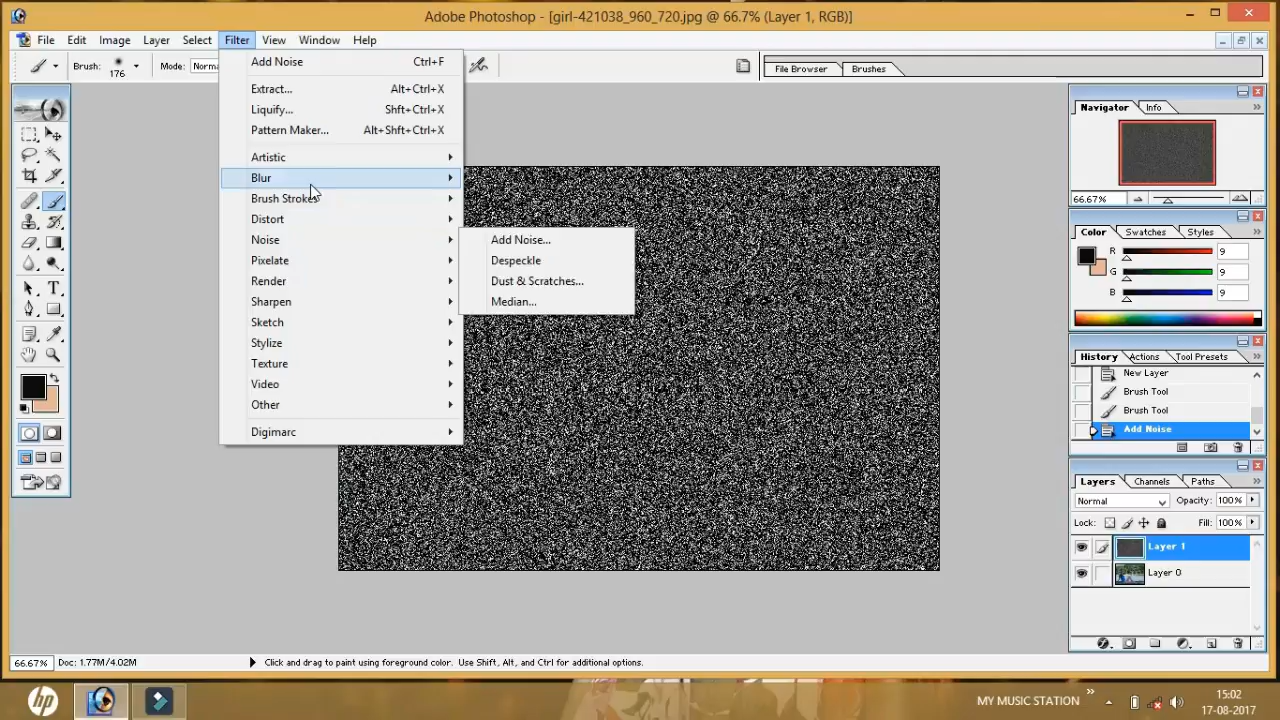 Adobe Photoshop - [girl-421038_960_720.jpg @ 66.7% (Layer 1, RGB)]
File Edit Image Layer Select Filter View Window Help
Brush: 176 Mode: Norma
File Browser Brushes
Add Noise Ctrl+F
Extract... Alt+Ctrl+X
Liquify... Shft+Ctrl+X
Pattern Maker... Alt+Shft+Ctrl+X
Artistic
Blur
Brush Strokes
Distort
Noise
Pixelate
Render
Sharpen
Sketch
Stylize
Texture
Video
Other
Digimarc
Add Noise...
Despeckle
Dust & Scratches...
Median...
Navigator Info
66.67%
Color Swatches Styles
R 9
G 9
B 9
History Actions Tool Presets
New Layer
Brush Tool
Brush Tool
Add Noise
Layers Channels Paths
Normal Opacity: 100%
Lock: Fill: 100%
Layer 1
Layer 0
66.67% Doc: 1.77M/4.02M Click and drag to paint using foreground color. Use Shift, Alt, and Ctrl for additional options.
hp
MY MUSIC STATION
15:02
17-08-2017